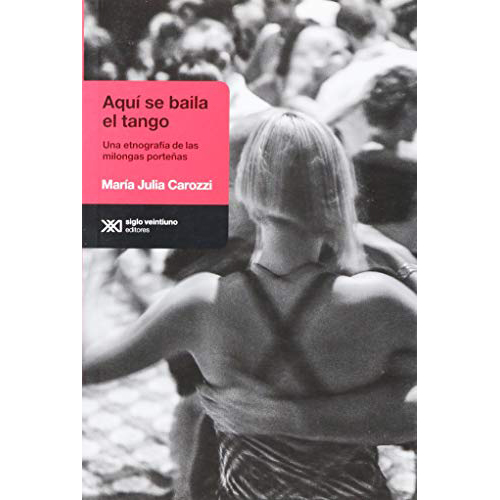 Aquí se baila
el tango
Una etnografía de las
milongas porteñas
María Julia Carozzi
siglo veintiuno
editores